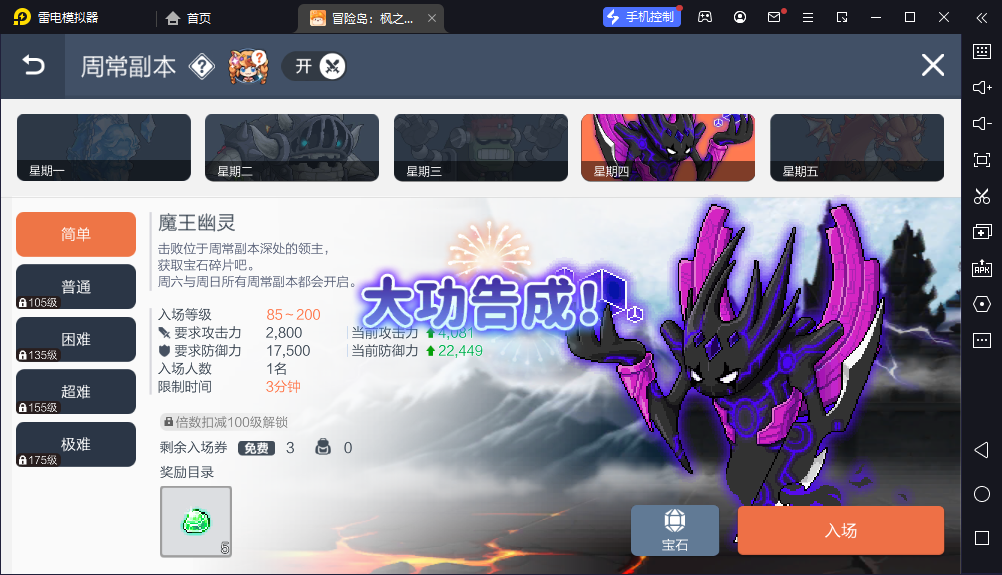 雷电模拟器
首页
冒险岛：枫之...
手机控制
周常副本
开
星期一
星期二
星期三
星期四
星期五
简单
普通
105级
困难
135级
超难
155级
极难
175级
魔王幽灵
击败位于周常副本深处的领主，
获取宝石碎片吧。
周六与周日所有周常副本都会开启。
大功告成!
入场等级 85～200
要求攻击力 2,800 当前攻击力 4,081
要求防御力 17,500 当前防御力 22,449
入场人数 1名
限制时间 3分钟
倍数扣减100级解锁
剩余入场券 免费 3 0
奖励目录
6
宝石
入场
APK